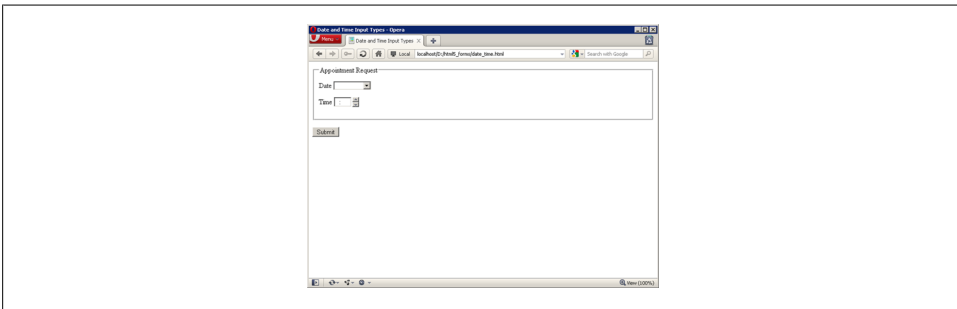 Date and Time Input Types - Opera
Menu Date and Time Input Types
Local localhost/D:/html5_forms/date_time.html Search with Google
Appointment Request
Date
Time :
Submit
View (100%)